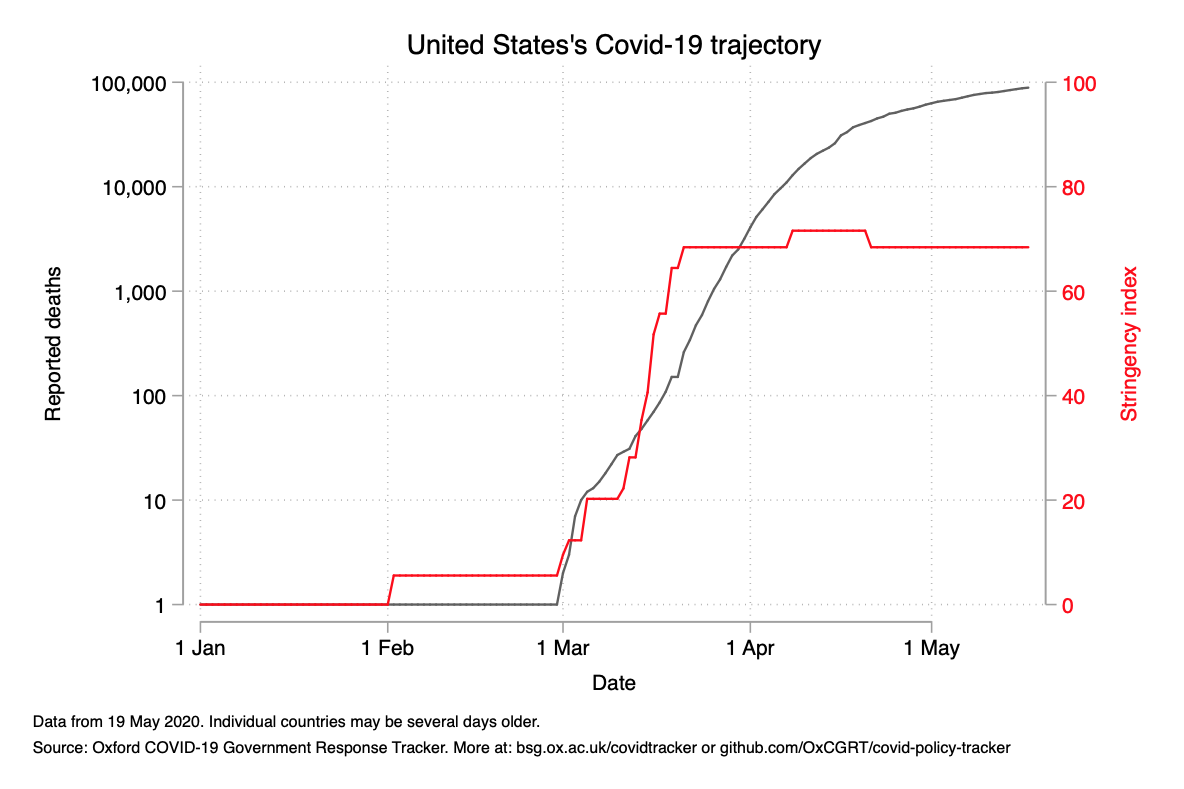 United States's Covid-19 trajectory
100,000
10,000
1,000
100
10
1
Reported deaths
100
80
60
40
20
0
Stringency index
1 Jan
1 Feb
1 Mar
1 Apr
1 May
Date
Data from 19 May 2020. Individual countries may be several days older.
Source: Oxford COVID-19 Government Response Tracker. More at: bsg.ox.ac.uk/covidtracker or github.com/OxCGRT/covid-policy-tracker